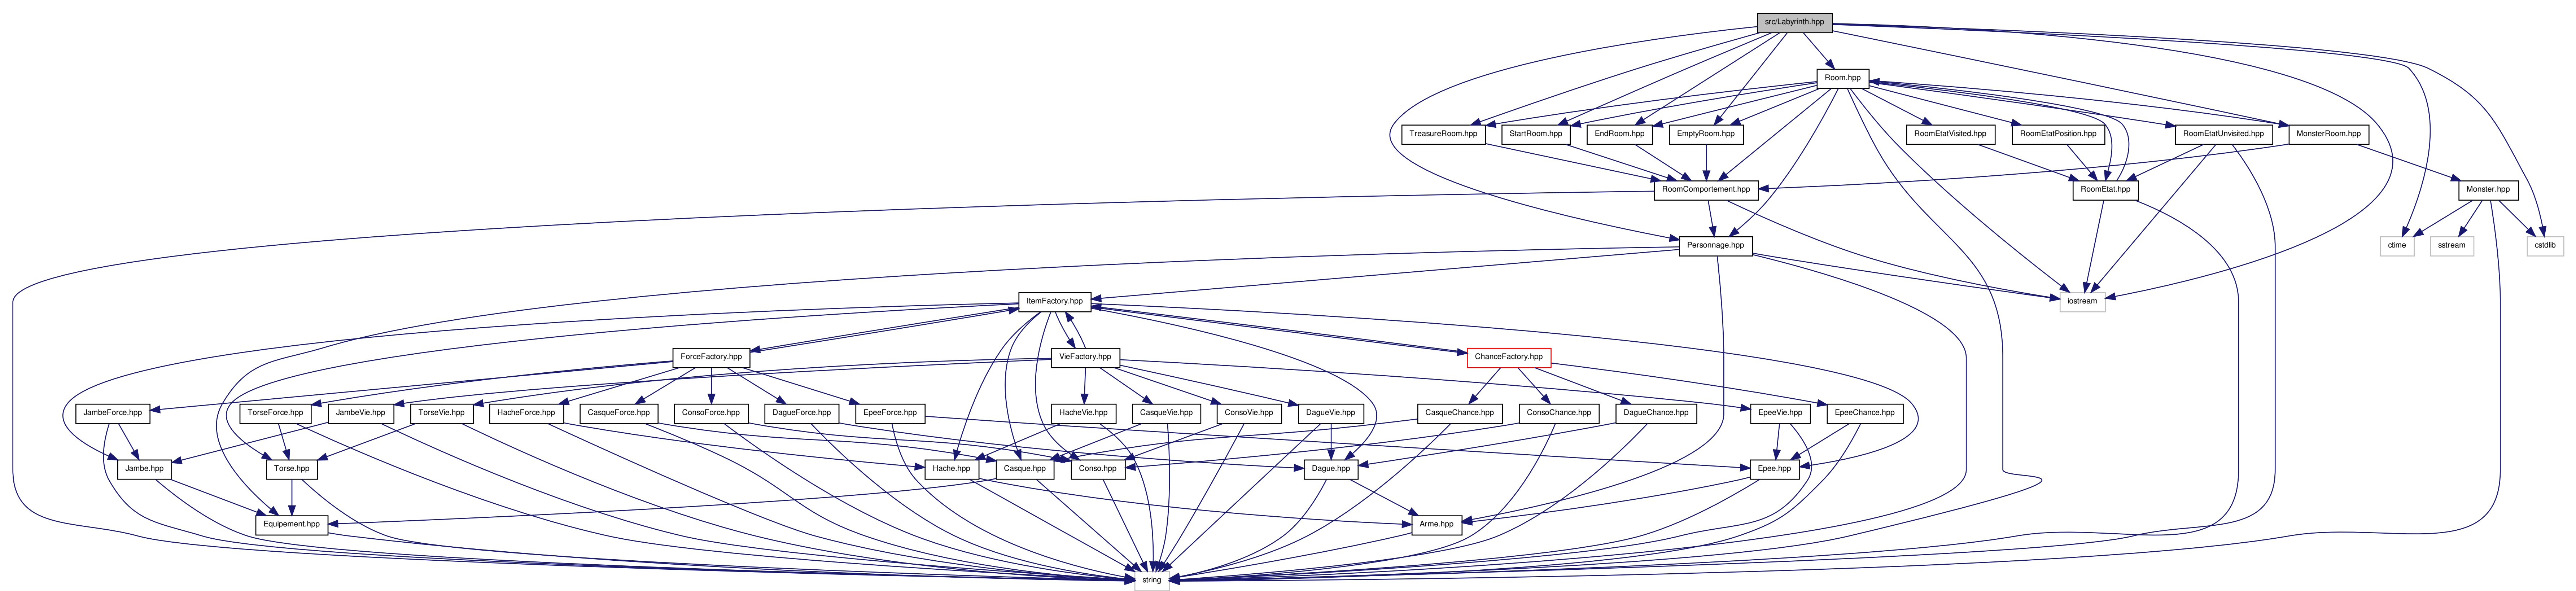 src/Labyrinth.hpp
Room.hpp
TreasureRoom.hpp
StartRoom.hpp
EndRoom.hpp
EmptyRoom.hpp
RoomEtatVisited.hpp
RoomEtatPosition.hpp
RoomEtatUnvisited.hpp
MonsterRoom.hpp
RoomComportement.hpp
RoomEtat.hpp
Monster.hpp
Personnage.hpp
ctime
sstream
cstdlib
ItemFactory.hpp
iostream
ForceFactory.hpp
VieFactory.hpp
ChanceFactory.hpp
JambeForce.hpp
TorseForce.hpp
JambeVie.hpp
TorseVie.hpp
HacheForce.hpp
CasqueForce.hpp
ConsoForce.hpp
DagueForce.hpp
EpeeForce.hpp
HacheVie.hpp
CasqueVie.hpp
ConsoVie.hpp
DagueVie.hpp
CasqueChance.hpp
ConsoChance.hpp
DagueChance.hpp
EpeeVie.hpp
EpeeChance.hpp
Jambe.hpp
Torse.hpp
Hache.hpp
Casque.hpp
Conso.hpp
Dague.hpp
Epee.hpp
Equipement.hpp
Arme.hpp
string